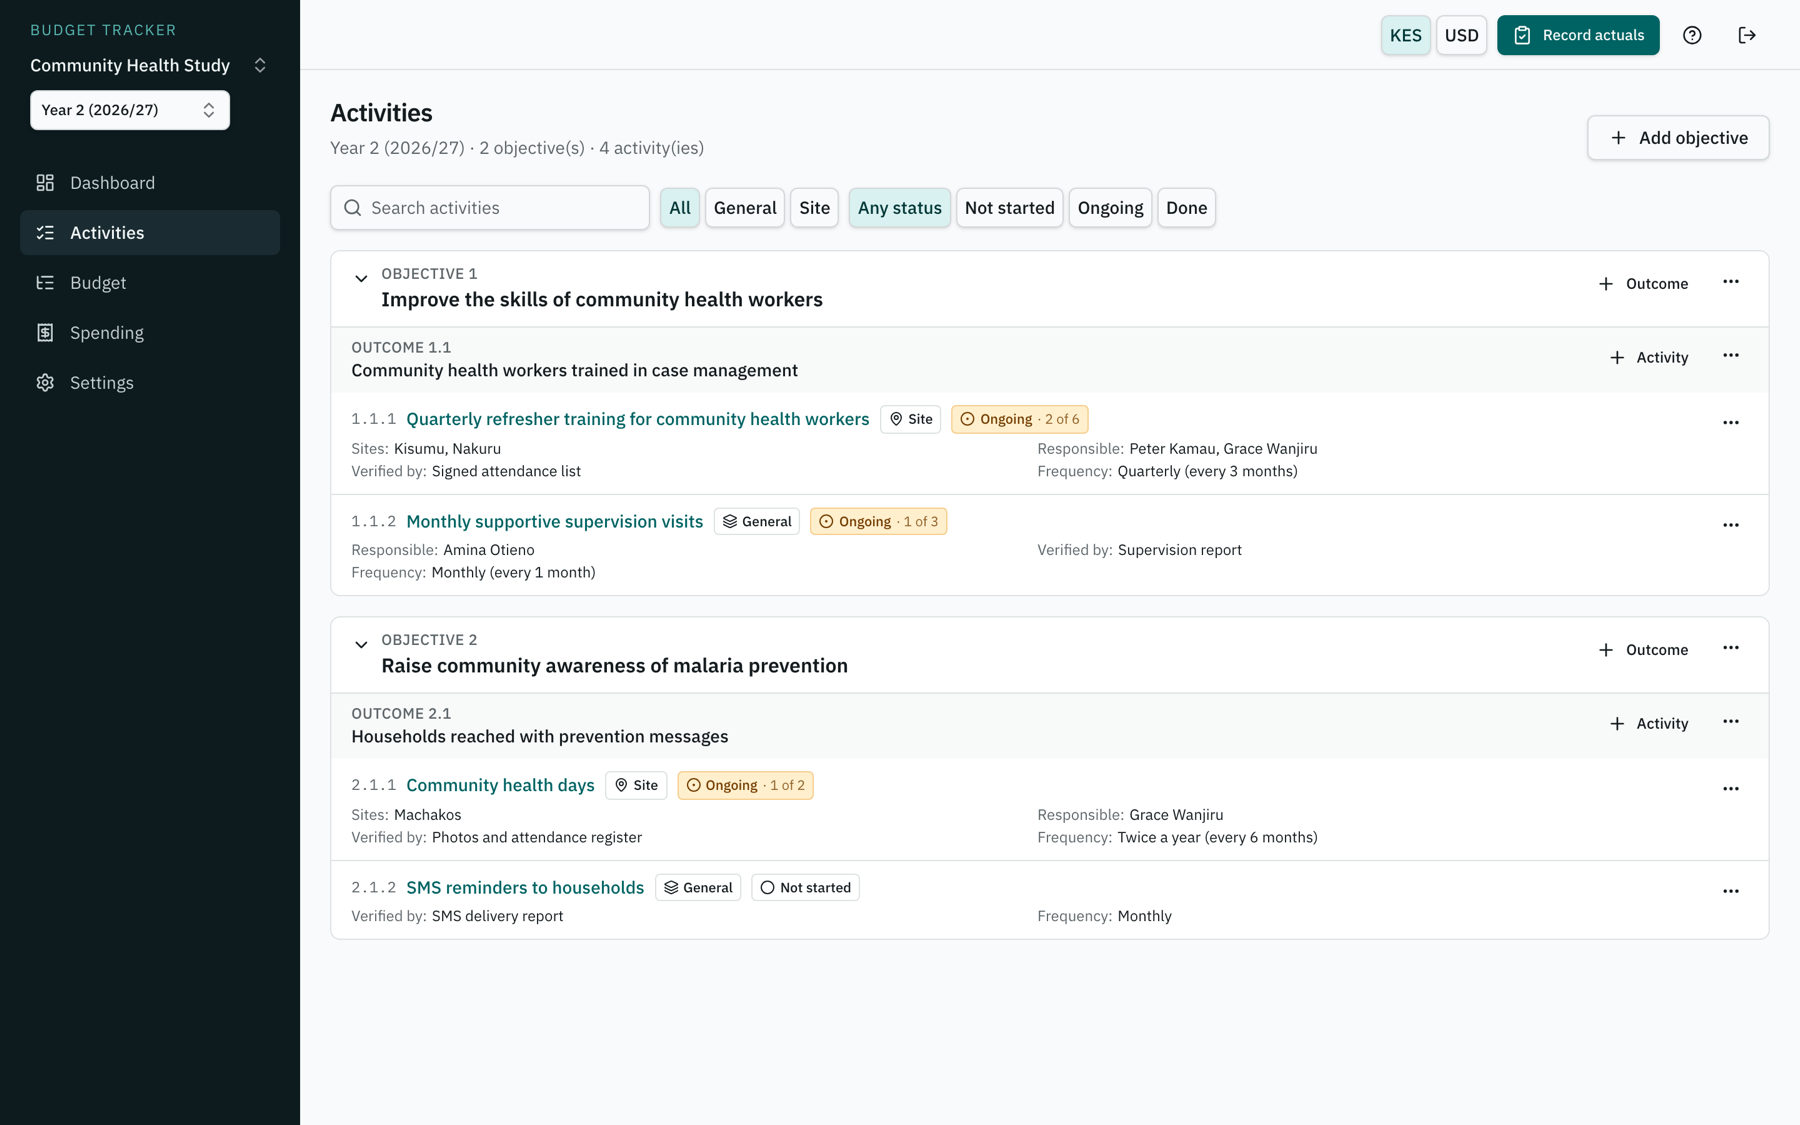 BUDGET TRACKER
Community Health Study
Year 2 (2026/27)
Dashboard
Activities
Budget
Spending
Settings
KES
USD
Record actuals
Activities
Year 2 (2026/27) · 2 objective(s) · 4 activity(ies)
Add objective
Search activities
All
General
Site
Any status
Not started
Ongoing
Done
OBJECTIVE 1
Improve the skills of community health workers
Outcome
OUTCOME 1.1
Community health workers trained in case management
Activity
1.1.1 Quarterly refresher training for community health workers Site Ongoing · 2 of 6
Sites: Kisumu, Nakuru
Responsible: Peter Kamau, Grace Wanjiru
Verified by: Signed attendance list
Frequency: Quarterly (every 3 months)
1.1.2 Monthly supportive supervision visits General Ongoing · 1 of 3
Responsible: Amina Otieno
Verified by: Supervision report
Frequency: Monthly (every 1 month)
OBJECTIVE 2
Raise community awareness of malaria prevention
Outcome
OUTCOME 2.1
Households reached with prevention messages
Activity
2.1.1 Community health days Site Ongoing · 1 of 2
Sites: Machakos
Responsible: Grace Wanjiru
Verified by: Photos and attendance register
Frequency: Twice a year (every 6 months)
2.1.2 SMS reminders to households General Not started
Verified by: SMS delivery report
Frequency: Monthly